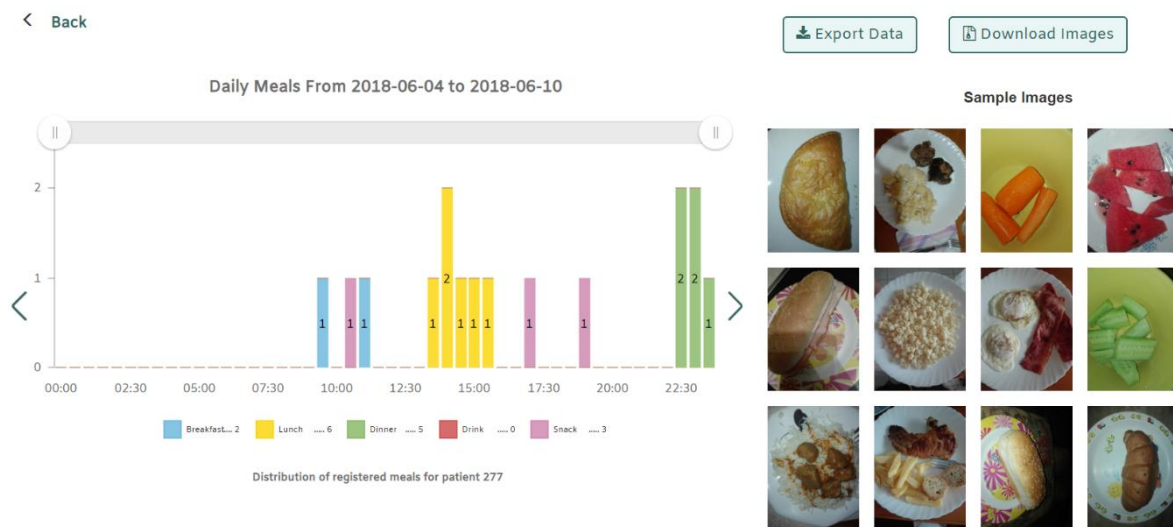 Back
Export Data
Download Images
Daily Meals From 2018-06-04 to 2018-06-10
Sample Images
2
1
0
1
1
1
1
2
1
1
1
1
1
2
2
1
00:00 02:30 05:00 07:30 10:00 12:30 15:00 17:30 20:00 22:30
Breakfast.... 2 Lunch ..... 6 Dinner ..... 5 Drink ..... 0 Snack ..... 3
Distribution of registered meals for patient 277